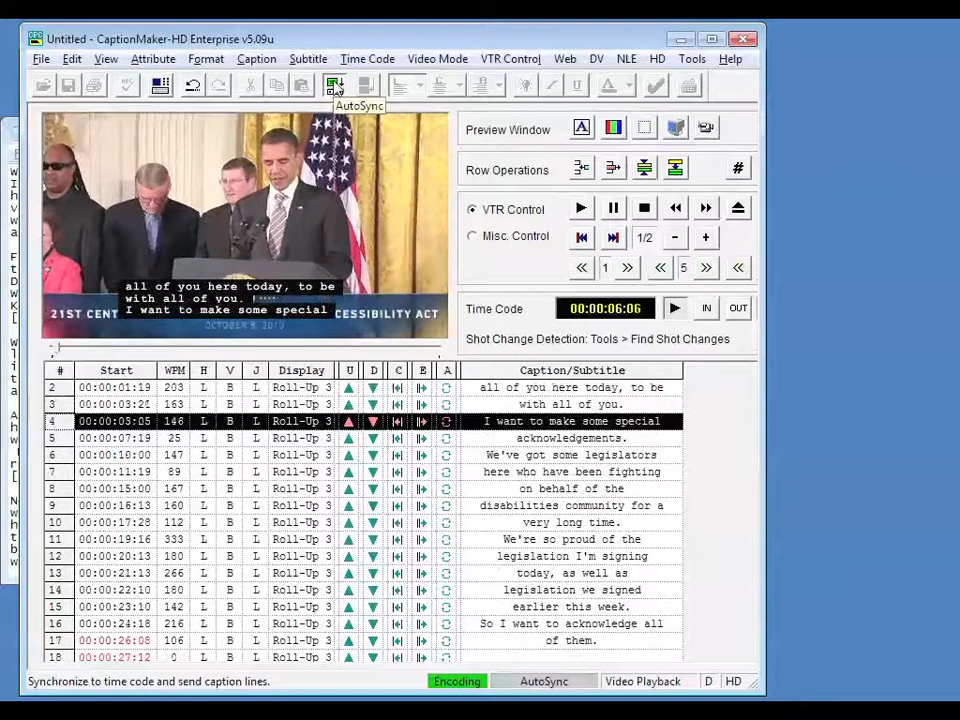 Untitled - CaptionMaker-HD Enterprise v5.09u
File Edit View Attribute Format Caption Subtitle Time Code Video Mode VTR Control Web DV NLE HD Tools Help
AutoSync
Preview Window
Row Operations
VTR Control
Misc. Control
1/2
1
5
Time Code 00:00:06:06 IN OUT
Shot Change Detection: Tools > Find Shot Changes
all of you here today, to be
with all of you.
I want to make some special
21ST CENT
CESSIBILITY ACT
OCTOBER 8, 2010
# Start WPM H V J Display U D C E A Caption/Subtitle
2 00:00:01:19 203 L B L Roll-Up 3 all of you here today, to be
3 00:00:03:28 163 L B L Roll-Up 3 with all of you.
4 00:00:03:05 146 L B L Roll-Up 3 I want to make some special
5 00:00:07:19 25 L B L Roll-Up 3 acknowledgements.
6 00:00:10:00 147 L B L Roll-Up 3 We've got some legislators
7 00:00:11:19 89 L B L Roll-Up 3 here who have been fighting
8 00:00:15:00 167 L B L Roll-Up 3 on behalf of the
9 00:00:16:13 160 L B L Roll-Up 3 disabilities community for a
10 00:00:17:28 112 L B L Roll-Up 3 very long time.
11 00:00:19:16 333 L B L Roll-Up 3 We're so proud of the
12 00:00:20:13 180 L B L Roll-Up 3 legislation I'm signing
13 00:00:21:13 266 L B L Roll-Up 3 today, as well as
14 00:00:22:10 180 L B L Roll-Up 3 legislation we signed
15 00:00:23:10 142 L B L Roll-Up 3 earlier this week.
16 00:00:24:18 216 L B L Roll-Up 3 So I want to acknowledge all
17 00:00:26:08 106 L B L Roll-Up 3 of them.
18 00:00:27:12 0 L B L Roll-Up 3
Synchronize to time code and send caption lines. Encoding AutoSync Video Playback D HD